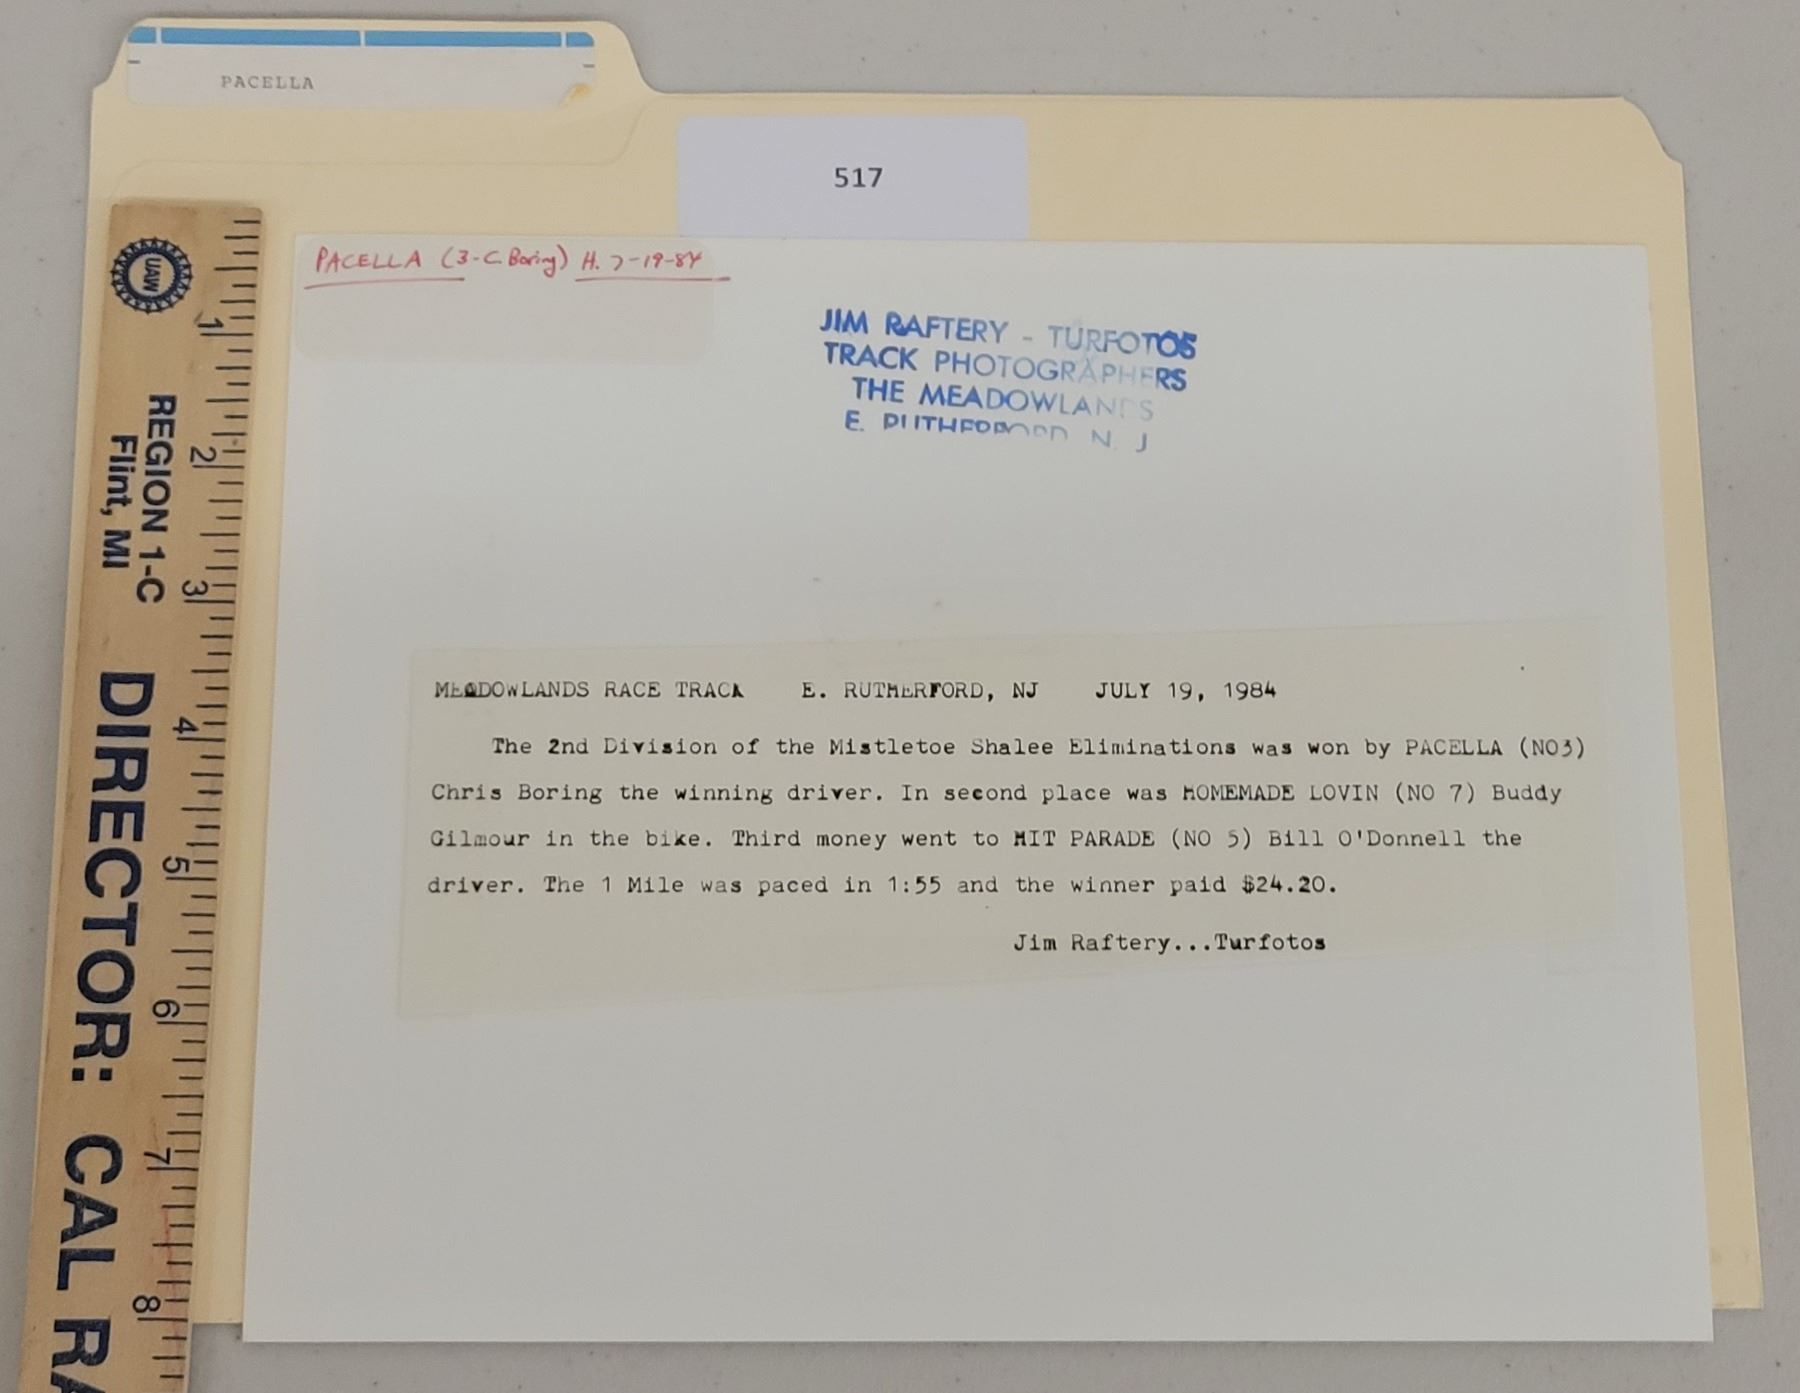 PACELLA
517
PACELLA (3-C. Boring) H. 7-19-84
JIM RAFTERY - TURFOTOS
TRACK PHOTOGRAPHERS
THE MEADOWLANDS
E. RUTHERFORD N. J
MEADOWLANDS RACE TRACK E. RUTHERFORD, NJ JULY 19, 1984
The 2nd Division of the Mistletoe Shalee Eliminations was won by PACELLA (NO3)
Chris Boring the winning driver. In second place was HOMEMADE LOVIN (NO 7) Buddy
Gilmour in the bike. Third money went to HIT PARADE (NO 5) Bill O'Donnell the
driver. The 1 Mile was paced in 1:55 and the winner paid $24.20.
Jim Raftery...Turfotos
UAW
REGION 1-C
Flint, MI
DIRECTOR: CAL RA
1
2
3
4
5
6
7
8